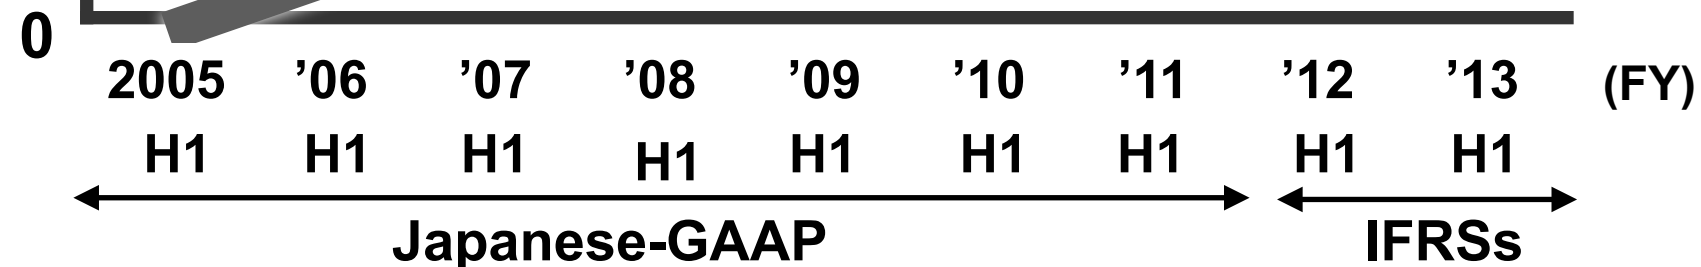 0
2005 ’06 ’07 ’08 ’09 ’10 ’11 ’12 ’13 (FY)
H1 H1 H1 H1 H1 H1 H1 H1 H1
Japanese-GAAP IFRSs